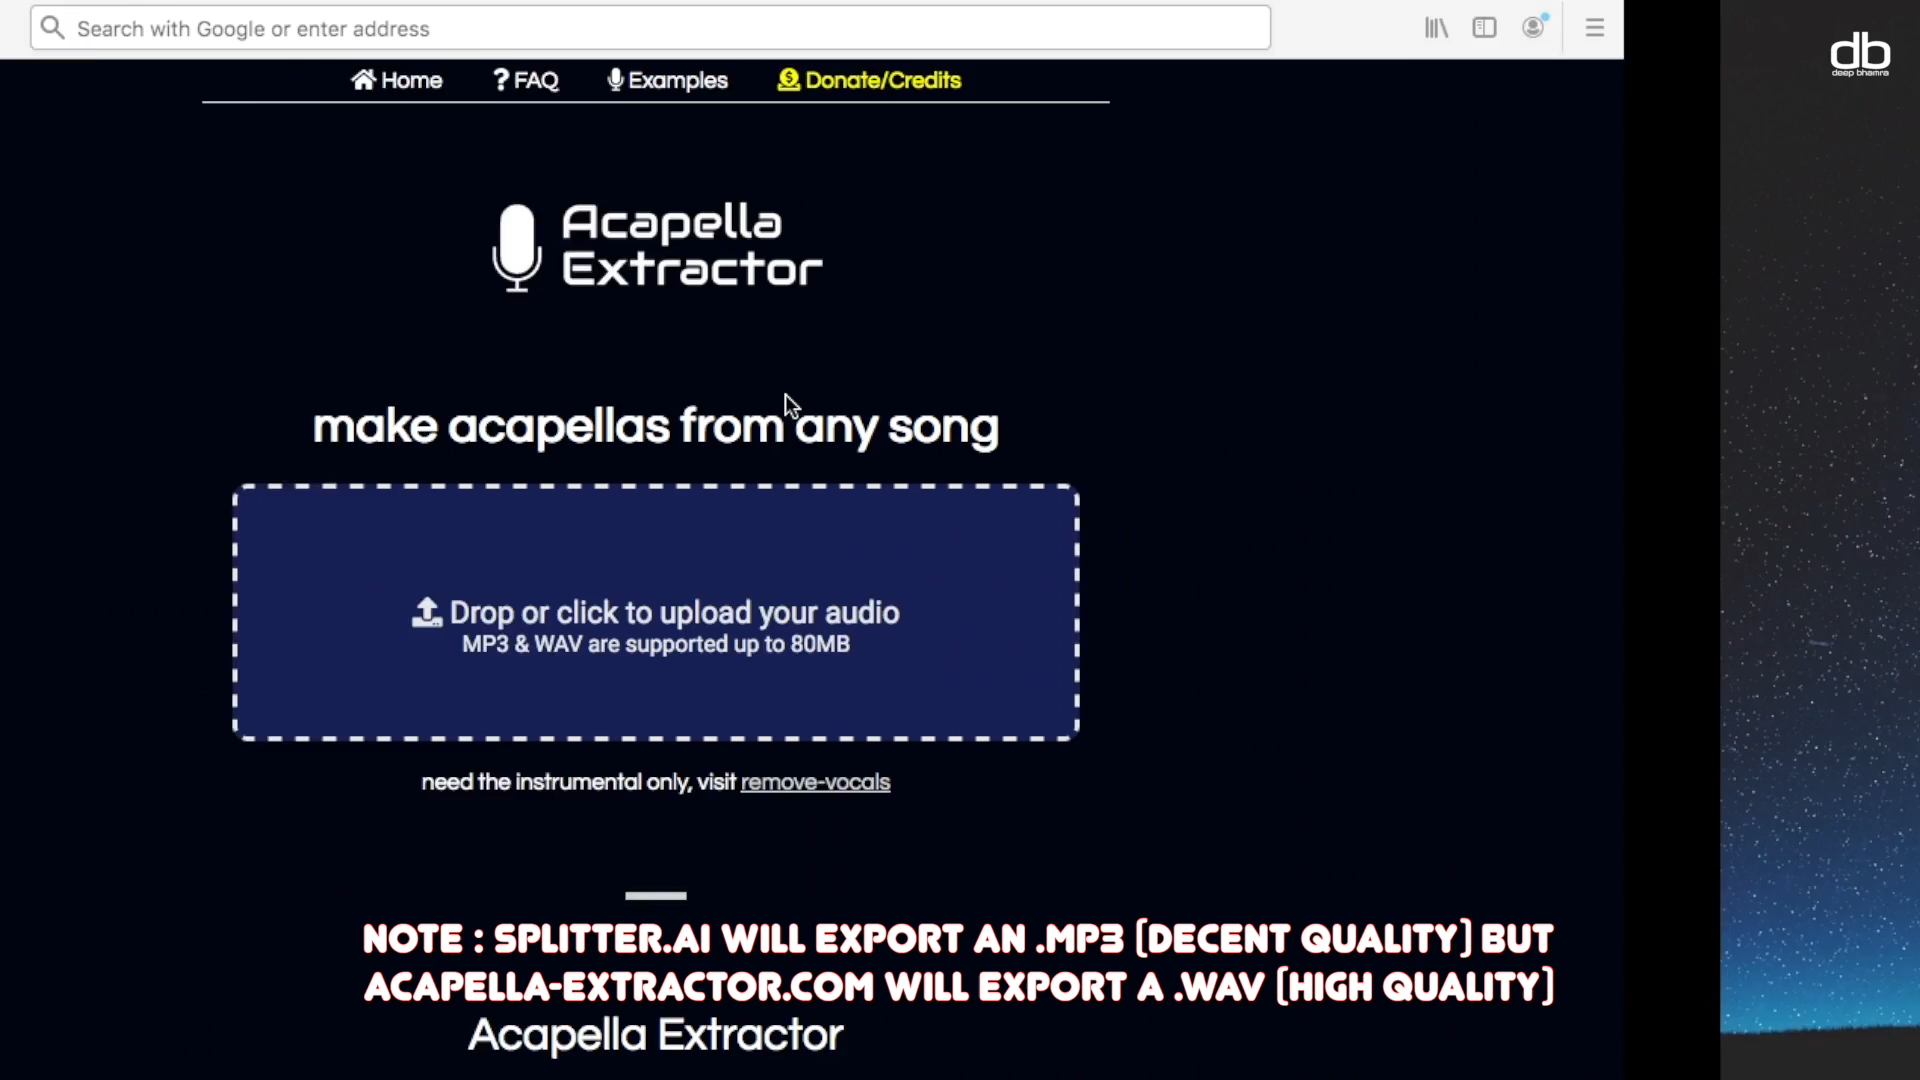 Search with Google or enter address
db
deep bhamra
Home
FAQ
Examples
Donate/Credits
Acapella
Extractor
make acapellas from any song
Drop or click to upload your audio
MP3 & WAV are supported up to 80MB
need the instrumental only, visit remove-vocals
NOTE : SPLITTER.AI WILL EXPORT AN .MP3 (DECENT QUALITY) BUT
ACAPELLA-EXTRACTOR.COM WILL EXPORT A .WAV (HIGH QUALITY)
Acapella Extractor